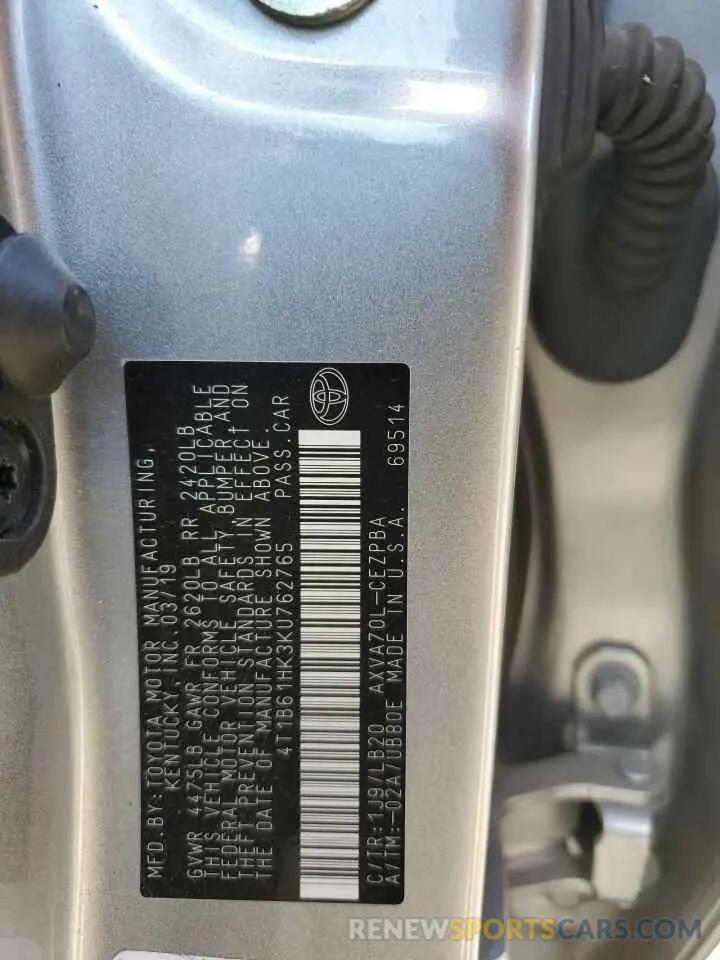 MFD.BY:TOYOTA MOTOR MANUFACTURING,
KENTUCKY, INC.03/19
GVWR 4475LB GAWR FR 2620LB RR 2420LB
THIS VEHICLE CONFORMS TO ALL APPLICABLE
FEDERAL MOTOR VEHICLE SAFETY BUMPER AND
THEFT PREVENTION STANDARDS IN EFFECT ON
THE DATE OF MANUFACTURE SHOWN ABOVE.
4T1B61HK3KU762765 PASS.CAR
C/TR:1J9/LB20 AXVA70L-CEZPBA
A/TM:-02A/UB80E MADE IN U.S.A. 69514
RENEWSPORTSCARS.COM